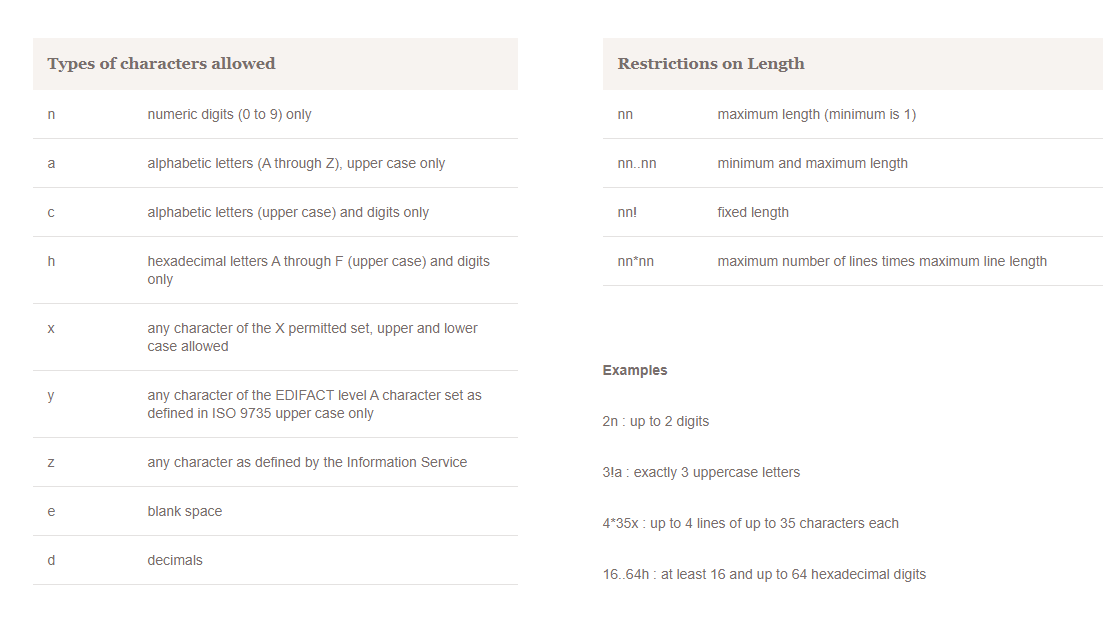 Types of characters allowed
n numeric digits (0 to 9) only
a alphabetic letters (A through Z), upper case only
c alphabetic letters (upper case) and digits only
h hexadecimal letters A through F (upper case) and digits
only
x any character of the X permitted set, upper and lower
case allowed
y any character of the EDIFACT level A character set as
defined in ISO 9735 upper case only
z any character as defined by the Information Service
e blank space
d decimals
Restrictions on Length
nn maximum length (minimum is 1)
nn..nn minimum and maximum length
nn! fixed length
nn*nn maximum number of lines times maximum line length
Examples
2n : up to 2 digits
3!a : exactly 3 uppercase letters
4*35x : up to 4 lines of up to 35 characters each
16..64h : at least 16 and up to 64 hexadecimal digits